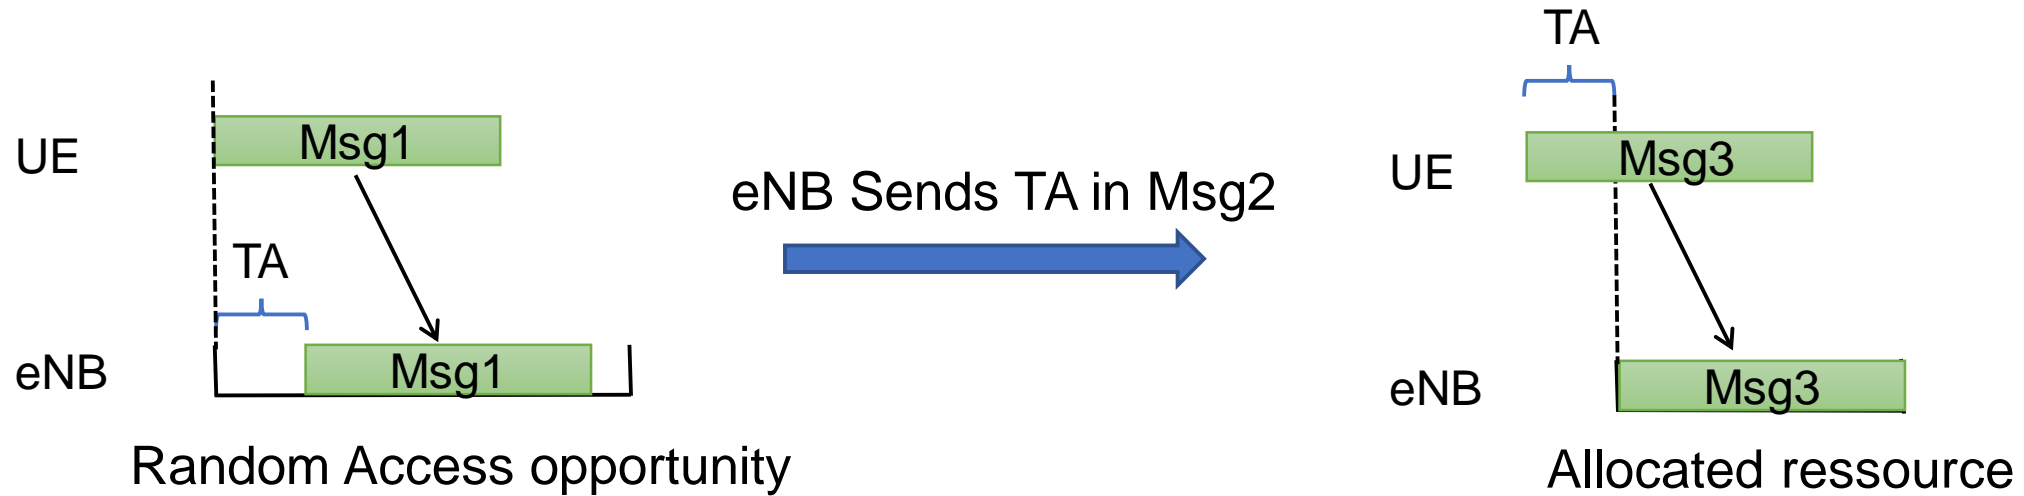 UE
Msg1
TA
eNB
Msg1
Random Access opportunity
eNB Sends TA in Msg2
TA
UE
Msg3
eNB
Msg3
Allocated ressource